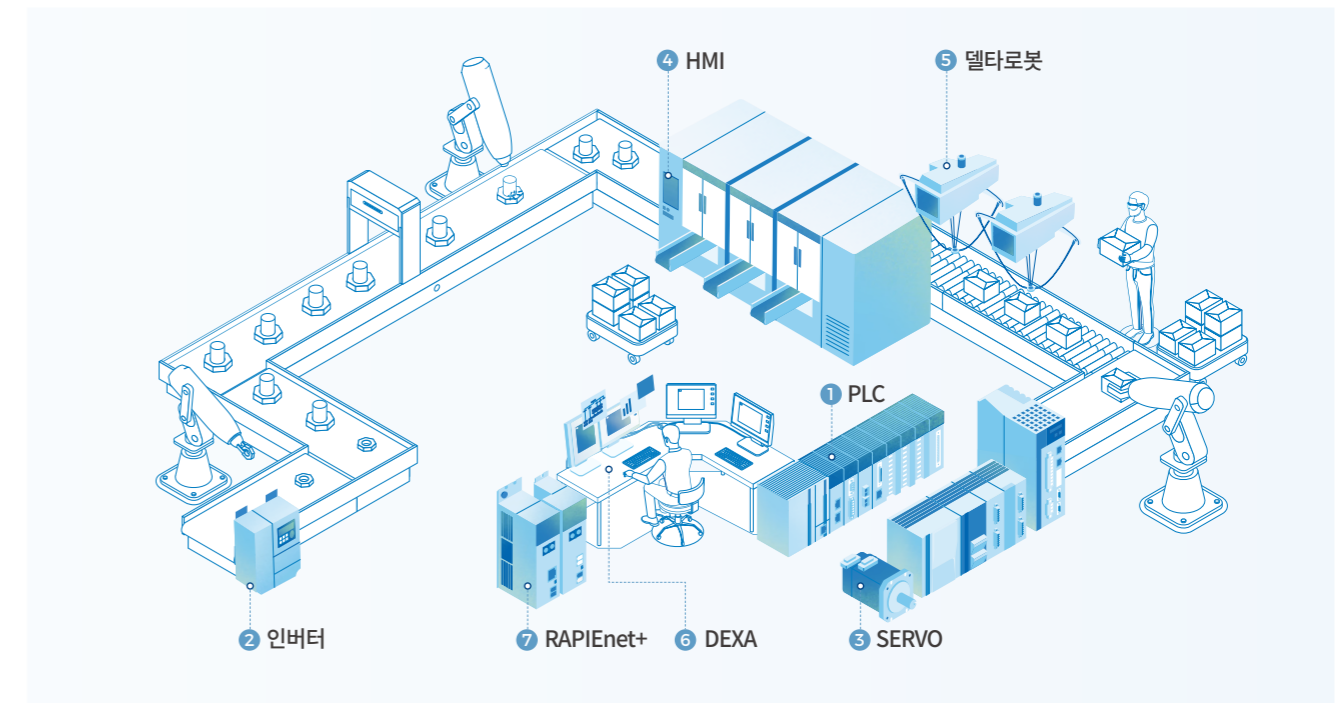 ④ HMI
⑤ 델타로봇
① PLC
② 인버터
⑦ RAPIEnet+
⑥ DEXA
③ SERVO